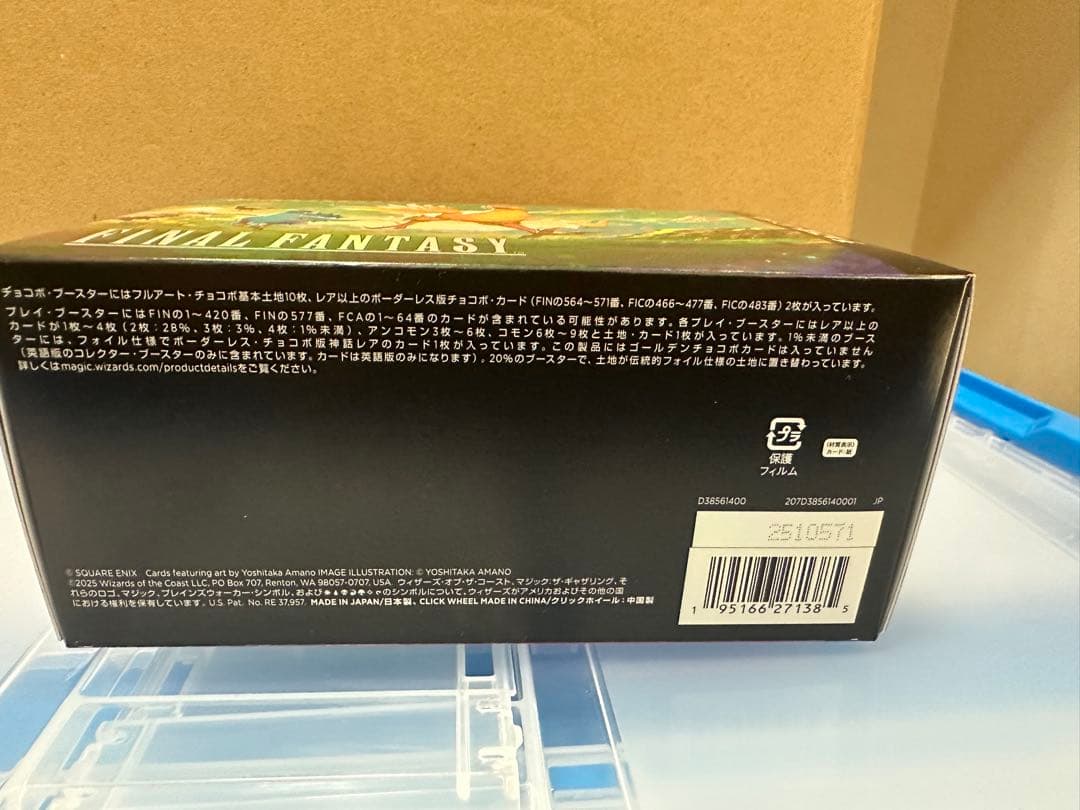 FINAL FANTASY
チョコボ・ブースターにはフルアート・チョコボ基本土地10枚、レア以上のボーダーレス版チョコボ・カード (FINの564～571番、FICの466～477番、FICの483番) 2枚が入っています。
プレイ・ブースターにはFINの1～420番、FINの577番、FCAの1～64番のカードが含まれている可能性があります。各プレイ・ブースターにはレア以上の
カードが1枚～4枚 (2枚：28%、3枚：3%、4枚：1%未満)、アンコモン3枚～6枚、コモン6枚～9枚と土地・カード1枚が入っています。1%未満のブース
ターには、フォイル仕様でボーダーレス・チョコボ版神話レアのカード1枚が入っています。この製品にはゴールデンチョコボカードは入っていません
(英語版のコレクター・ブースターのみに含まれています。カードは英語版のみになります)。20%のブースターで、土地が伝統的フォイル仕様の土地に置き替わっています。
詳しくはmagic.wizards.com/productdetailsをご覧ください。
プラ
保護
フィルム
(材質表示)
カード:紙
D38561400 207D3856140001 JP
2510571
1 95166 27138 5
© SQUARE ENIX Cards featuring art by Yoshitaka Amano IMAGE ILLUSTRATION: © YOSHITAKA AMANO
©2025 Wizards of the Coast LLC, PO Box 707, Renton, WA 98057-0707, USA. ウィザーズ・オブ・ザ・コースト、マジック:ザ・ギャザリング、そ
れらのロゴ、マジック、プレインズウォーカー・シンボル、および のシンボルについて、ウィザーズがアメリカおよびその他の国
における権利を保有しています。U.S. Pat. No. RE 37,957. MADE IN JAPAN/日本製、CLICK WHEEL MADE IN CHINA/クリックホイール：中国製